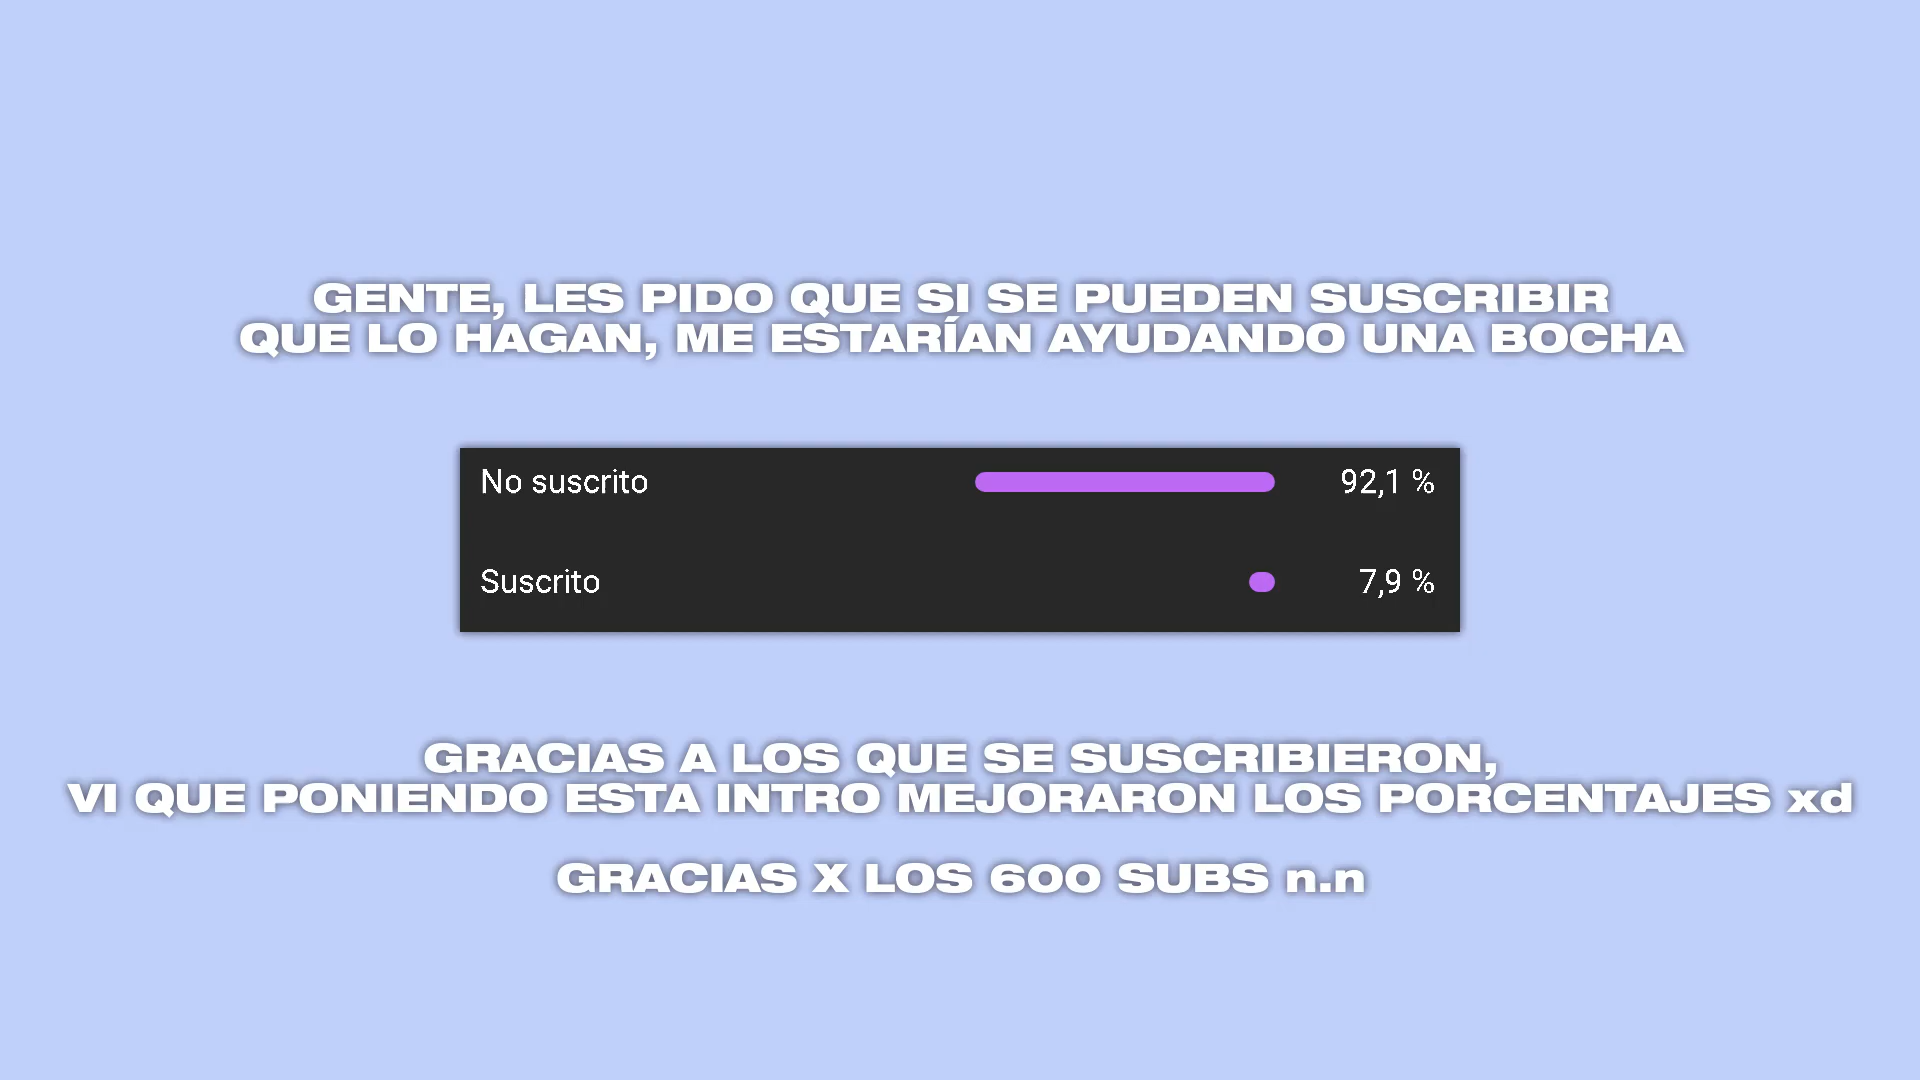 GENTE, LES PIDO QUE SI SE PUEDEN SUSCRIBIR
QUE LO HAGAN, ME ESTARÍAN AYUDANDO UNA BOCHA
No suscrito 92,1 %
Suscrito 7,9 %
GRACIAS A LOS QUE SE SUSCRIBIERON,
VI QUE PONIENDO ESTA INTRO MEJORARON LOS PORCENTAJES xd
GRACIAS X LOS 600 SUBS n.n